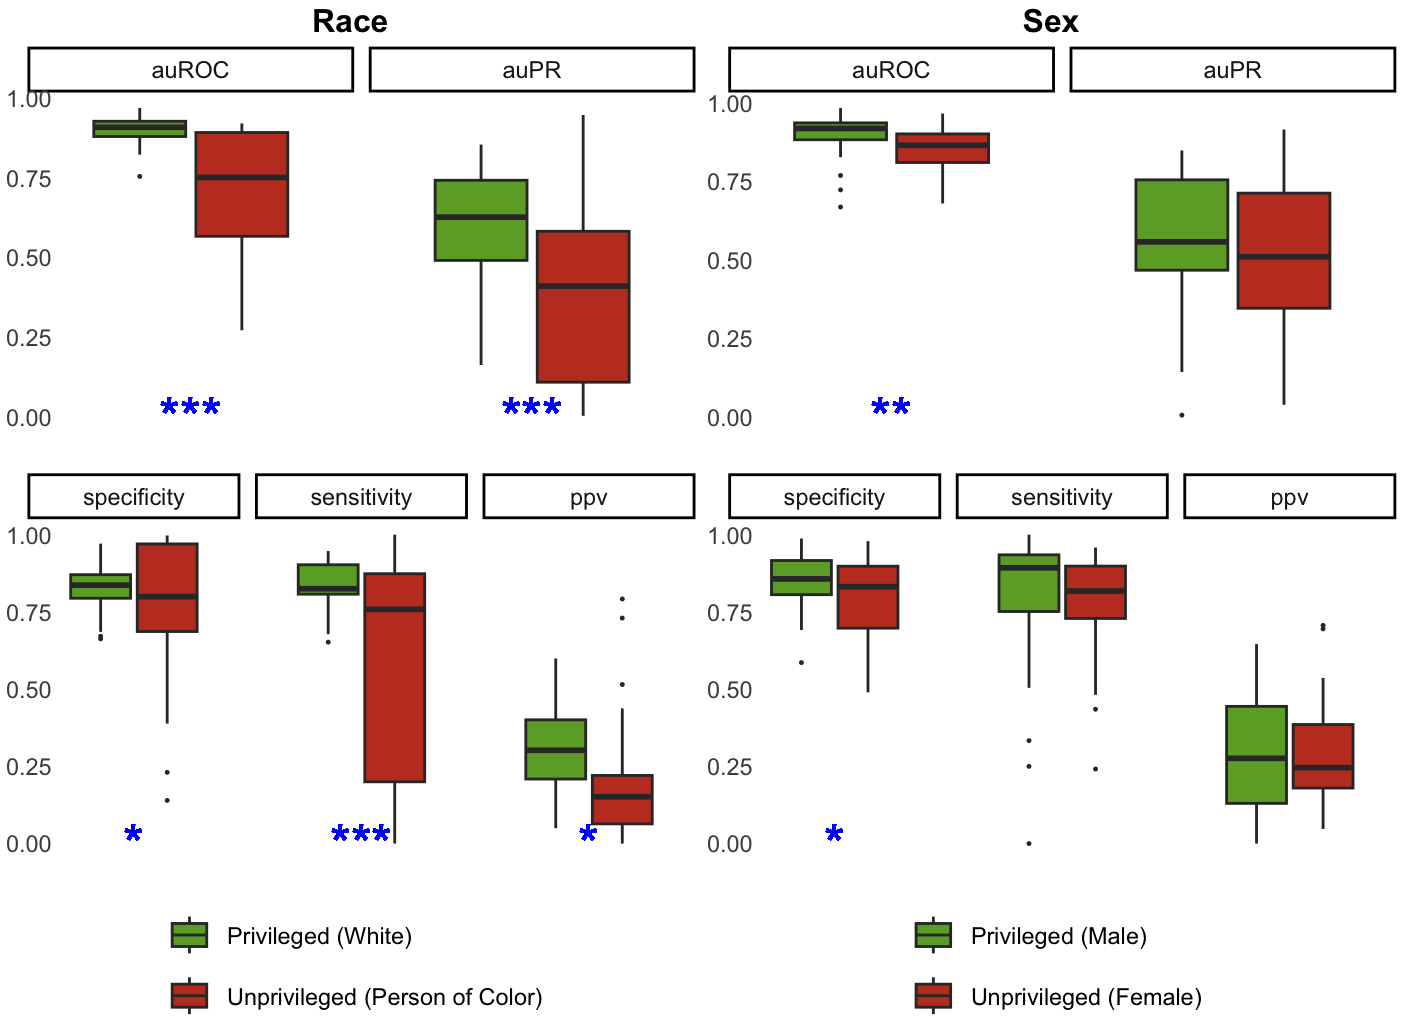 Race
Sex
auROC
auPR
auROC
auPR
1.00
0.75
0.50
0.25
0.00
***
***
1.00
0.75
0.50
0.25
0.00
**
specificity
sensitivity
ppv
specificity
sensitivity
ppv
1.00
0.75
0.50
0.25
0.00
*
***
*
1.00
0.75
0.50
0.25
0.00
*
Privileged (White)
Unprivileged (Person of Color)
Privileged (Male)
Unprivileged (Female)